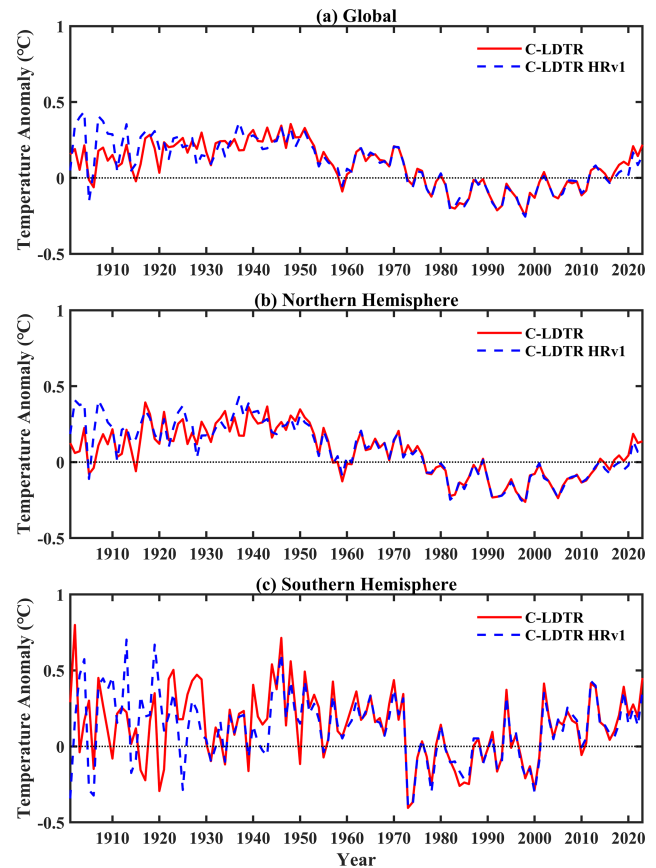 (a) Global
Temperature Anomaly (℃)
1
0.5
0
-0.5
C-LDTR
C-LDTR HRv1
1910 1920 1930 1940 1950 1960 1970 1980 1990 2000 2010 2020
(b) Northern Hemisphere
Temperature Anomaly (℃)
1
0.5
0
-0.5
C-LDTR
C-LDTR HRv1
1910 1920 1930 1940 1950 1960 1970 1980 1990 2000 2010 2020
(c) Southern Hemisphere
Temperature Anomaly (℃)
1
0.5
0
-0.5
C-LDTR
C-LDTR HRv1
1910 1920 1930 1940 1950 1960 1970 1980 1990 2000 2010 2020
Year